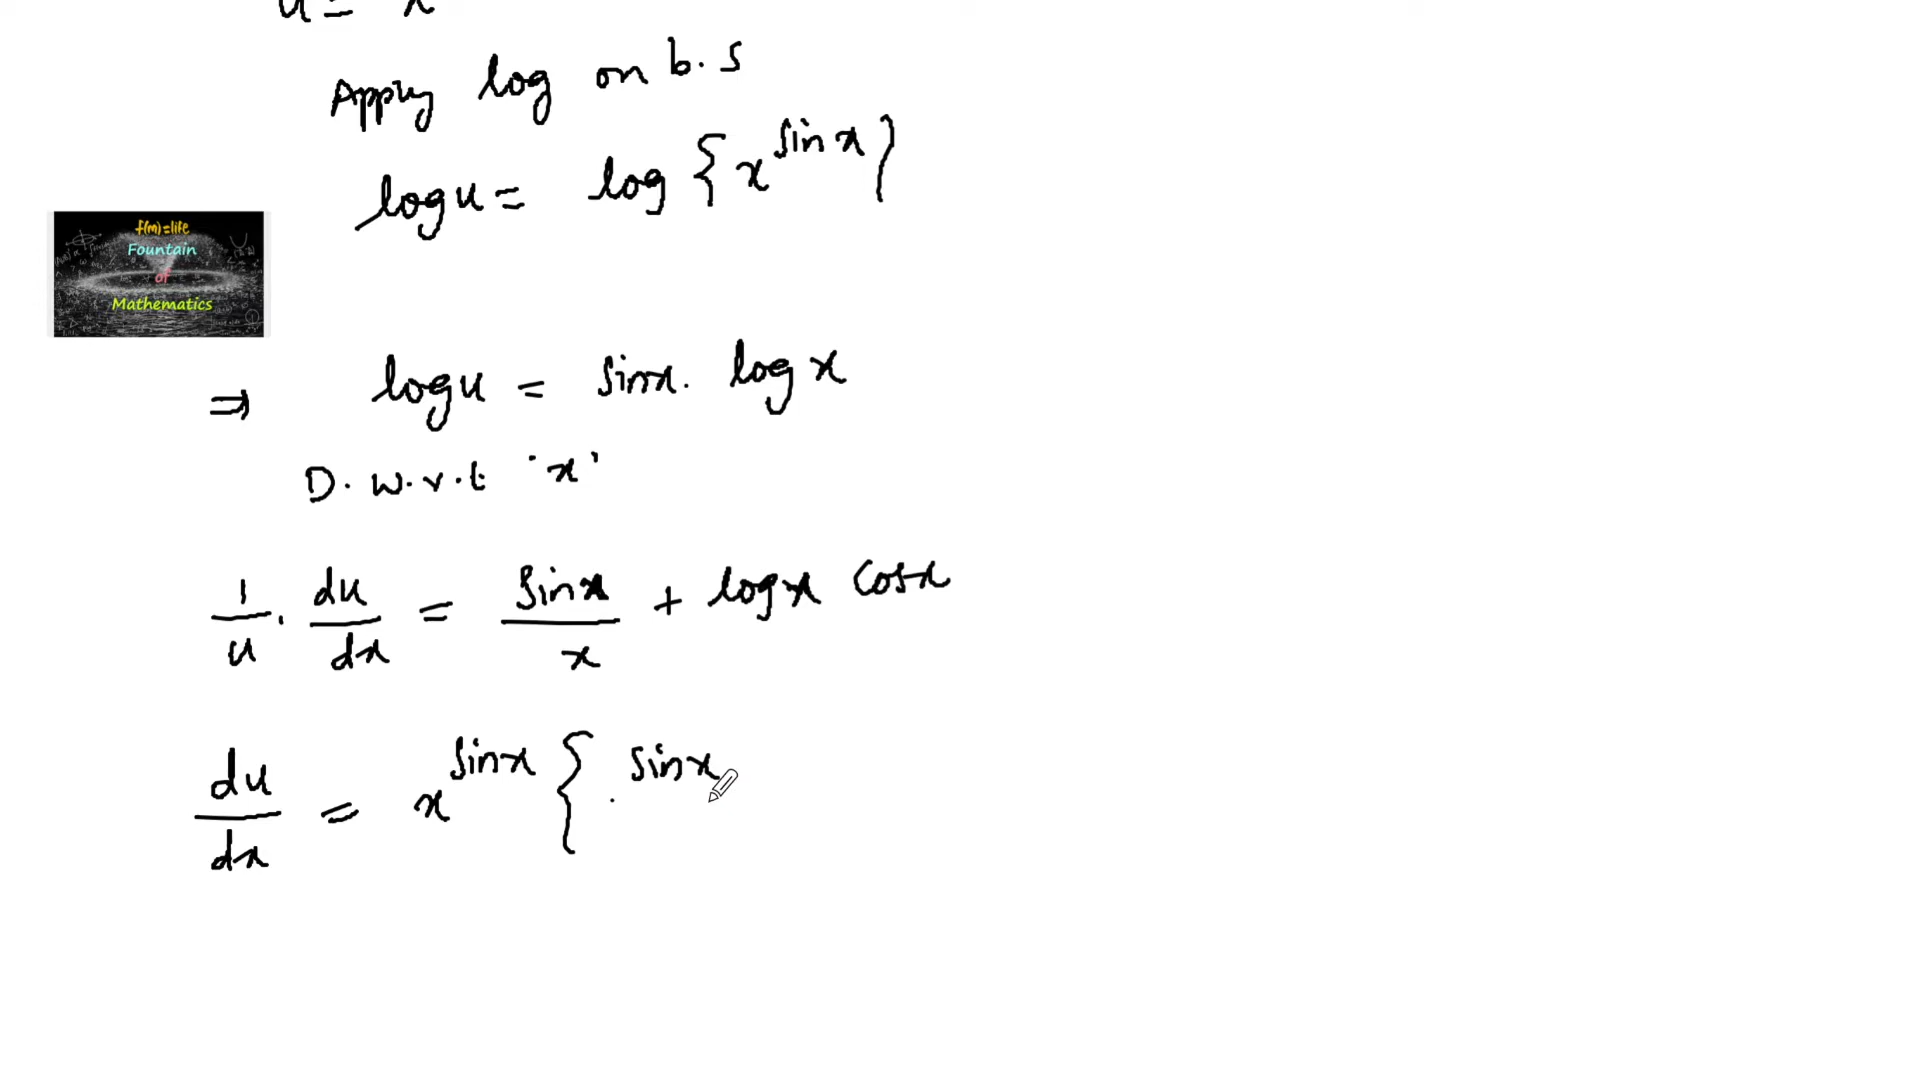 u = x
Apply log on b.s
log u = log { x^sin x }
f(m)=life
Fountain
of
Mathematics
⇒ log u = sin x. log x
D. w.r.t 'x'
1/u . du/dx = sin x / x + log x cos x
du/dx = x^sin x { . sin x